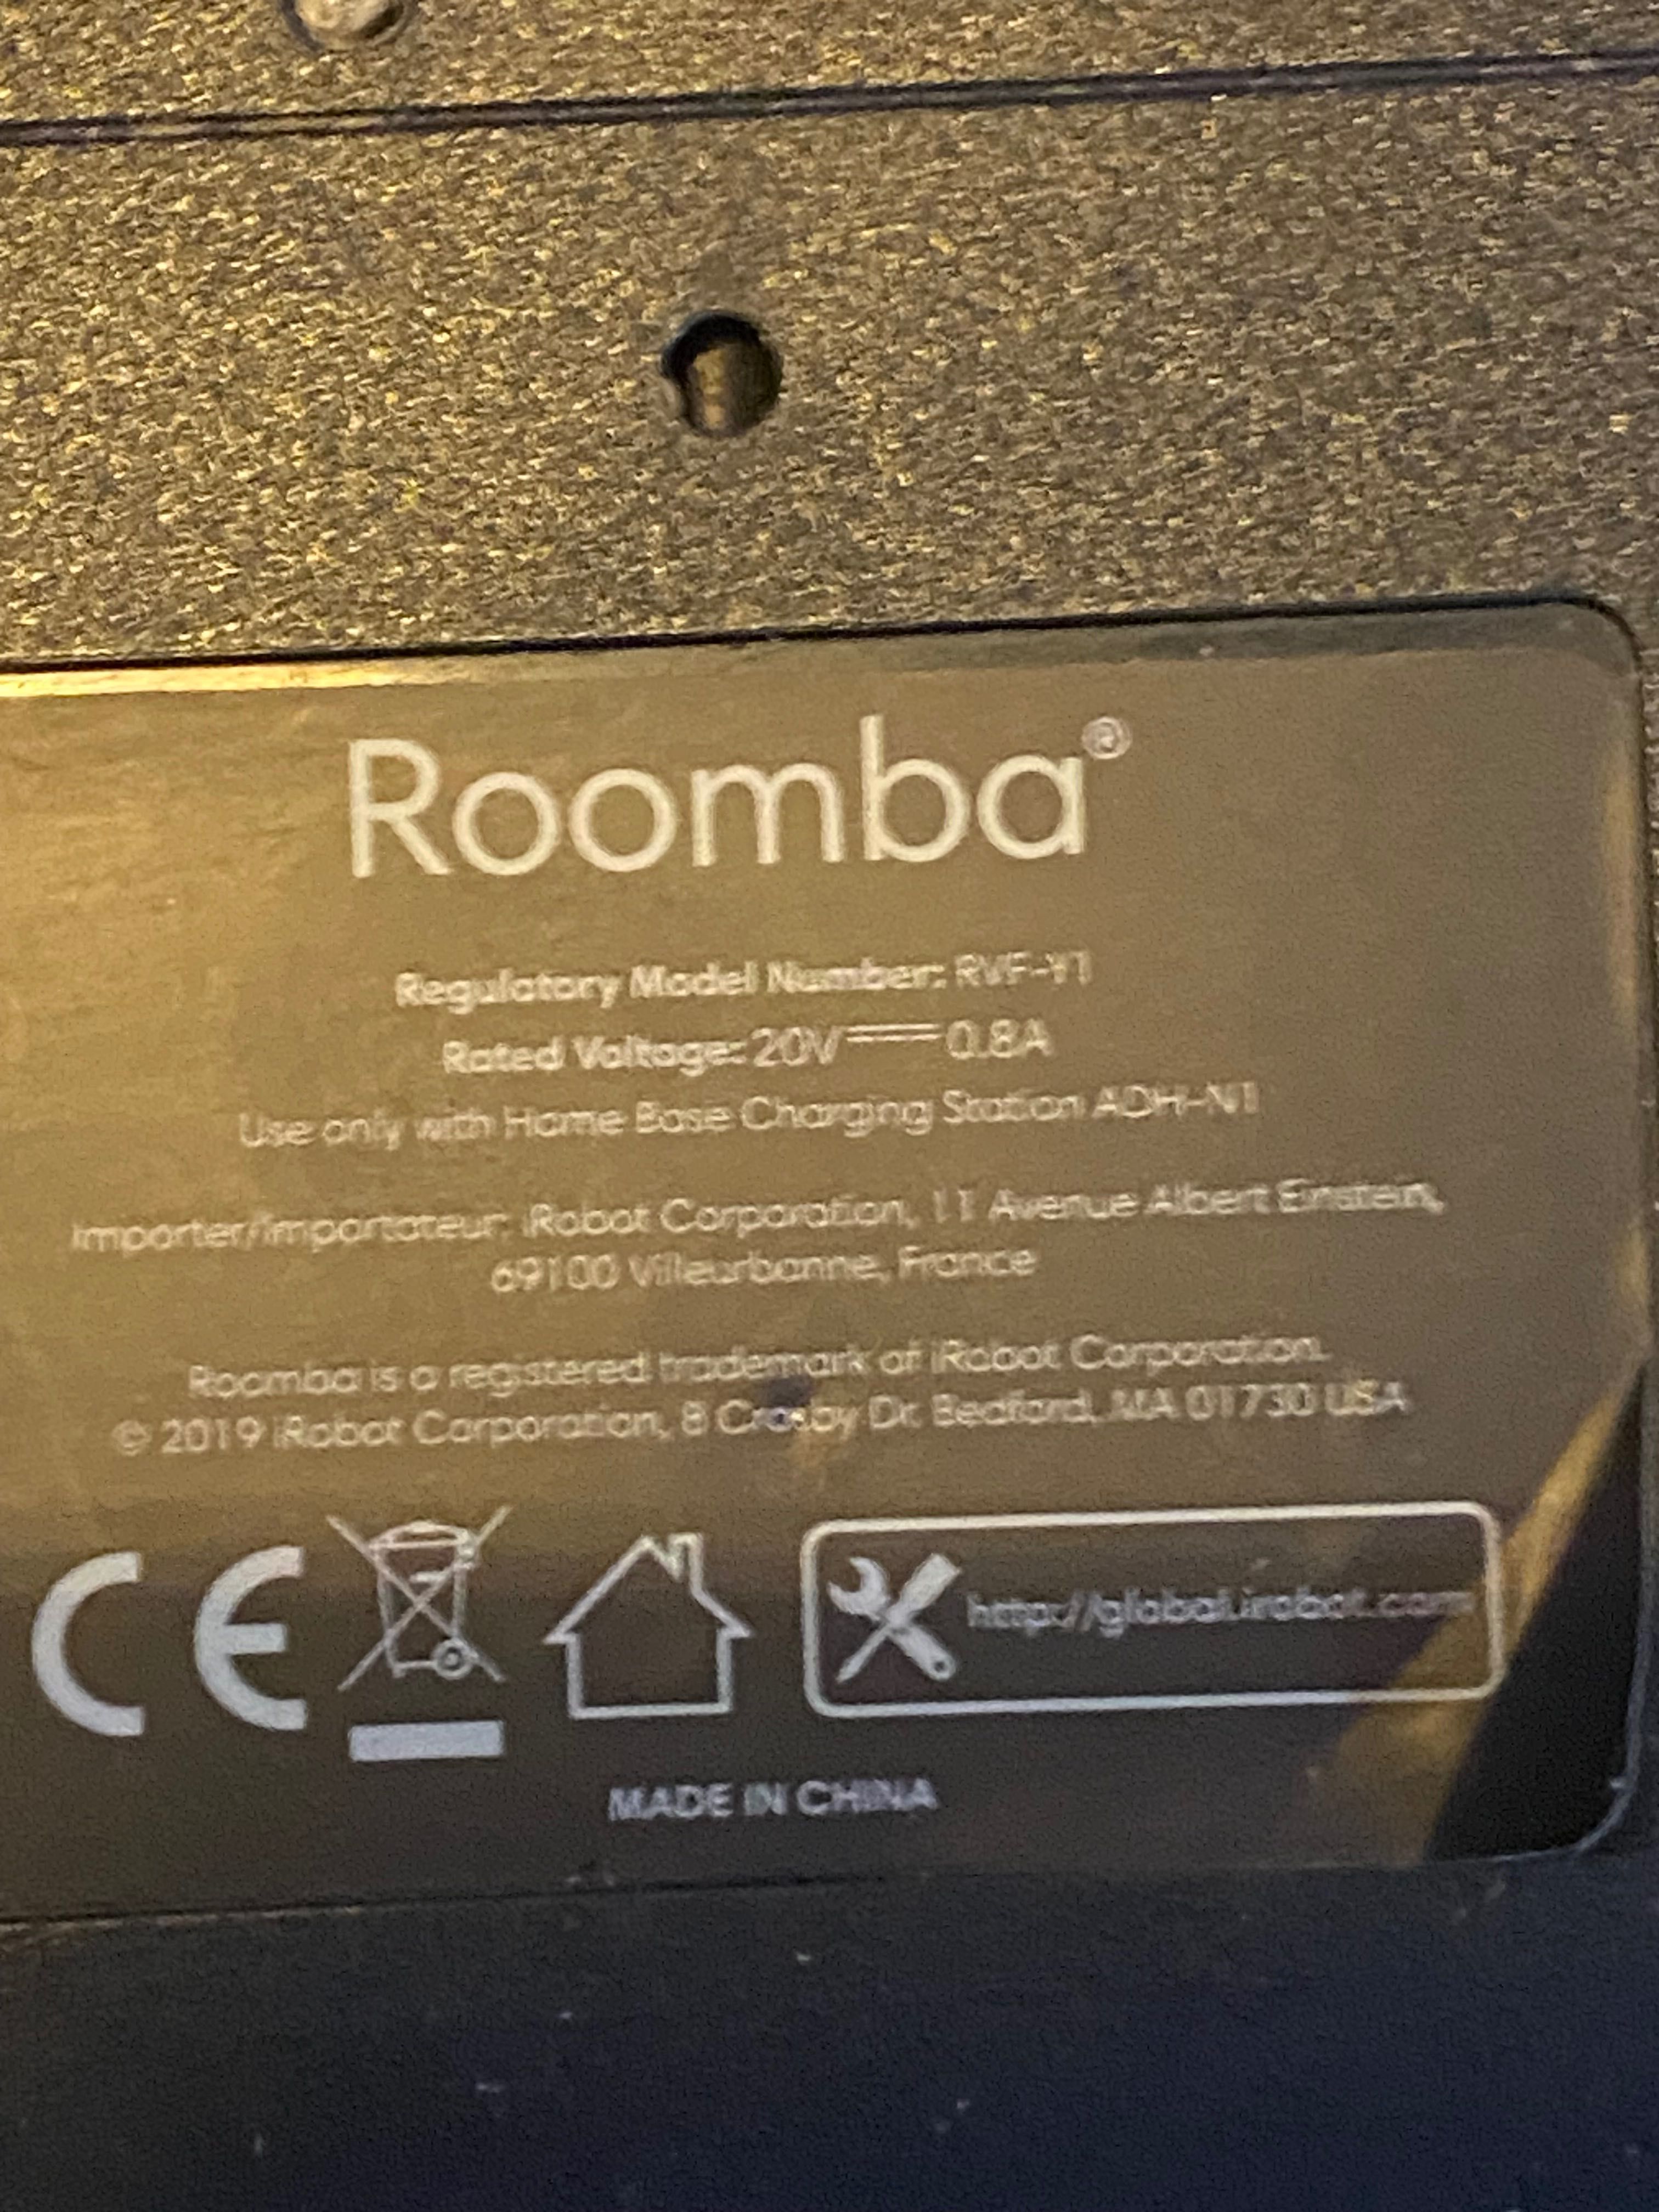 Roomba®
Regulatory Model Number: RVF-Y1
Rated Voltage: 20V⎓0.8A
Use only with Home Base Charging Station ADH-N1
Importer/Importateur: iRobot Corporation, 11 Avenue Albert Einstein,
69100 Villeurbanne, France
Roomba is a registered trademark of iRobot Corporation.
© 2019 iRobot Corporation, 8 Crosby Dr. Bedford, MA 01730 USA
CE
http://global.irobot.com
MADE IN CHINA